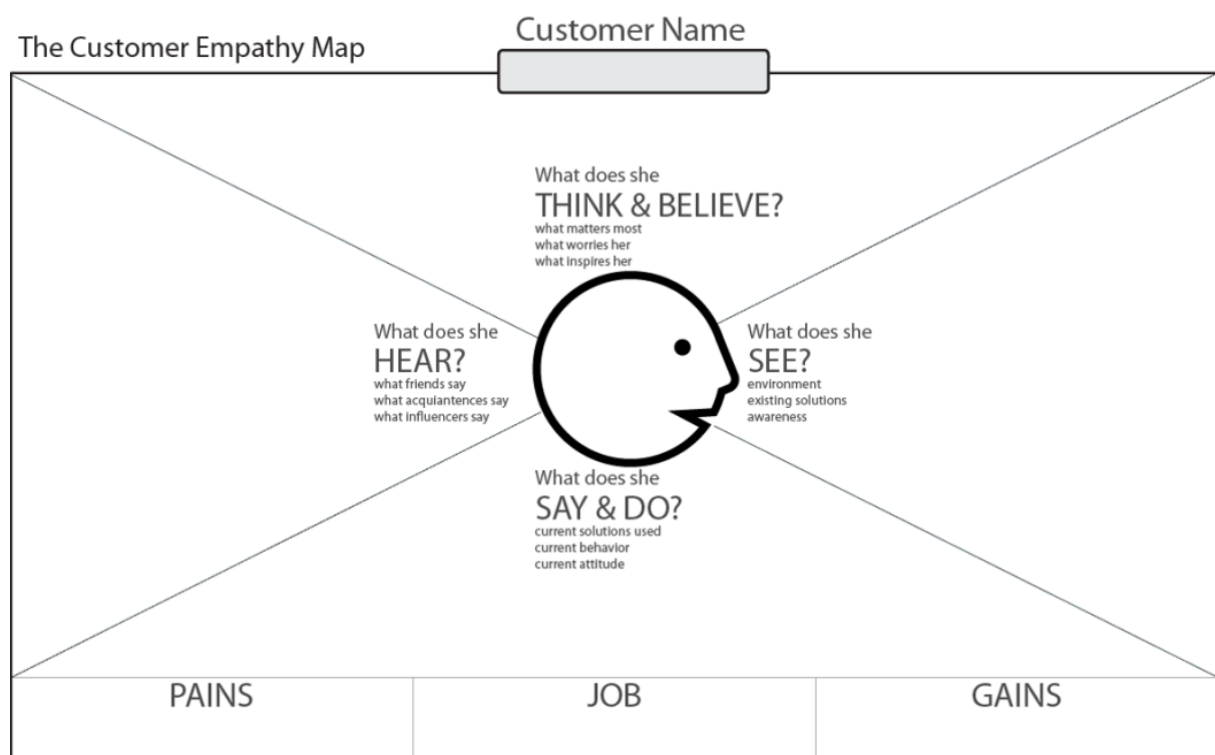 The Customer Empathy Map
Customer Name
What does she
THINK & BELIEVE?
what matters most
what worries her
what inspires her
What does she
HEAR?
what friends say
what acquiantences say
what influencers say
What does she
SEE?
environment
existing solutions
awareness
What does she
SAY & DO?
current solutions used
current behavior
current attitude
PAINS
JOB
GAINS